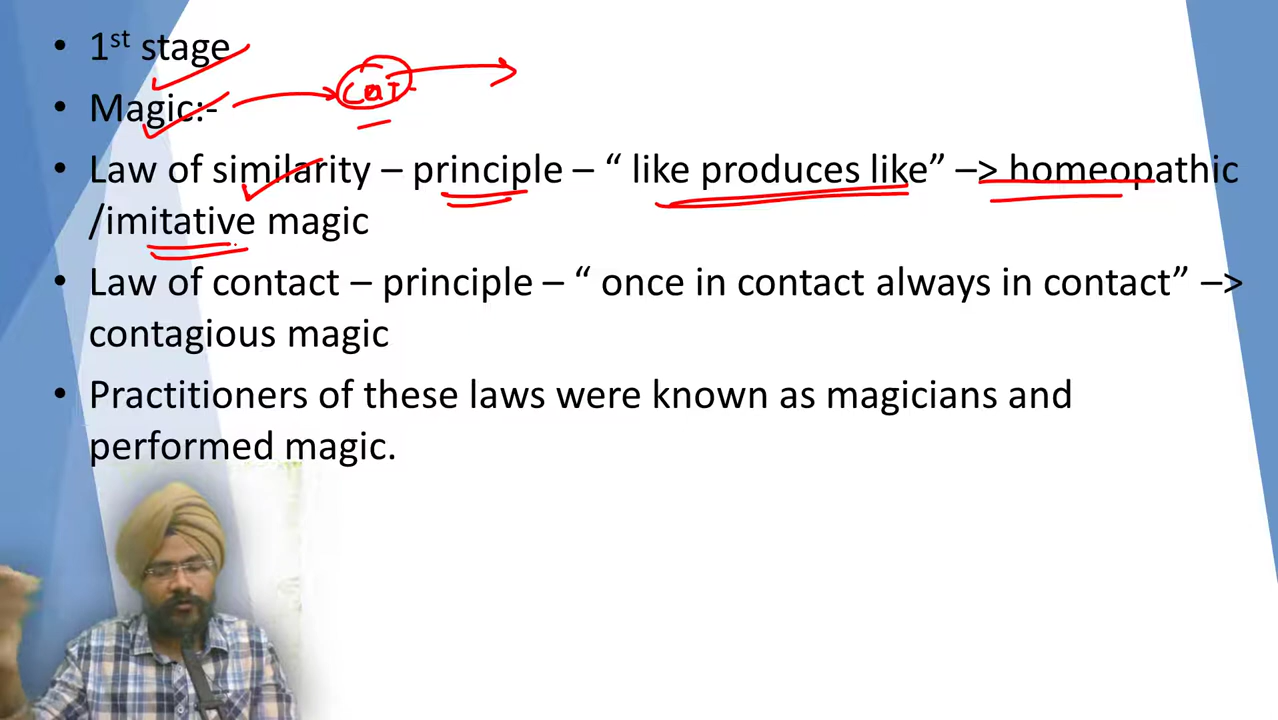 • 1st stage
• Magic:-
CAT
• Law of similarity – principle – “ like produces like” –> homeopathic
/imitative magic
• Law of contact – principle – “ once in contact always in contact” –>
contagious magic
• Practitioners of these laws were known as magicians and
performed magic.